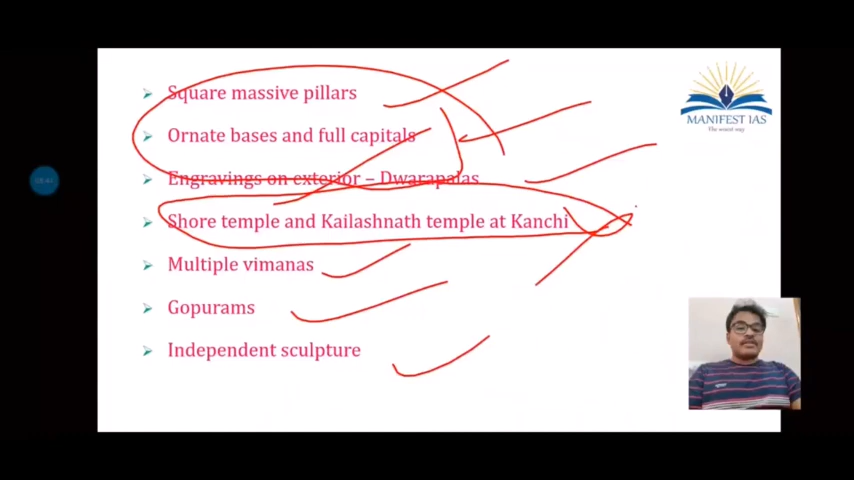 Square massive pillars
Ornate bases and full capitals
Engravings on exterior – Dwarapalas
Shore temple and Kailashnath temple at Kanchi
Multiple vimanas
Gopurams
Independent sculpture
MANIFEST IAS